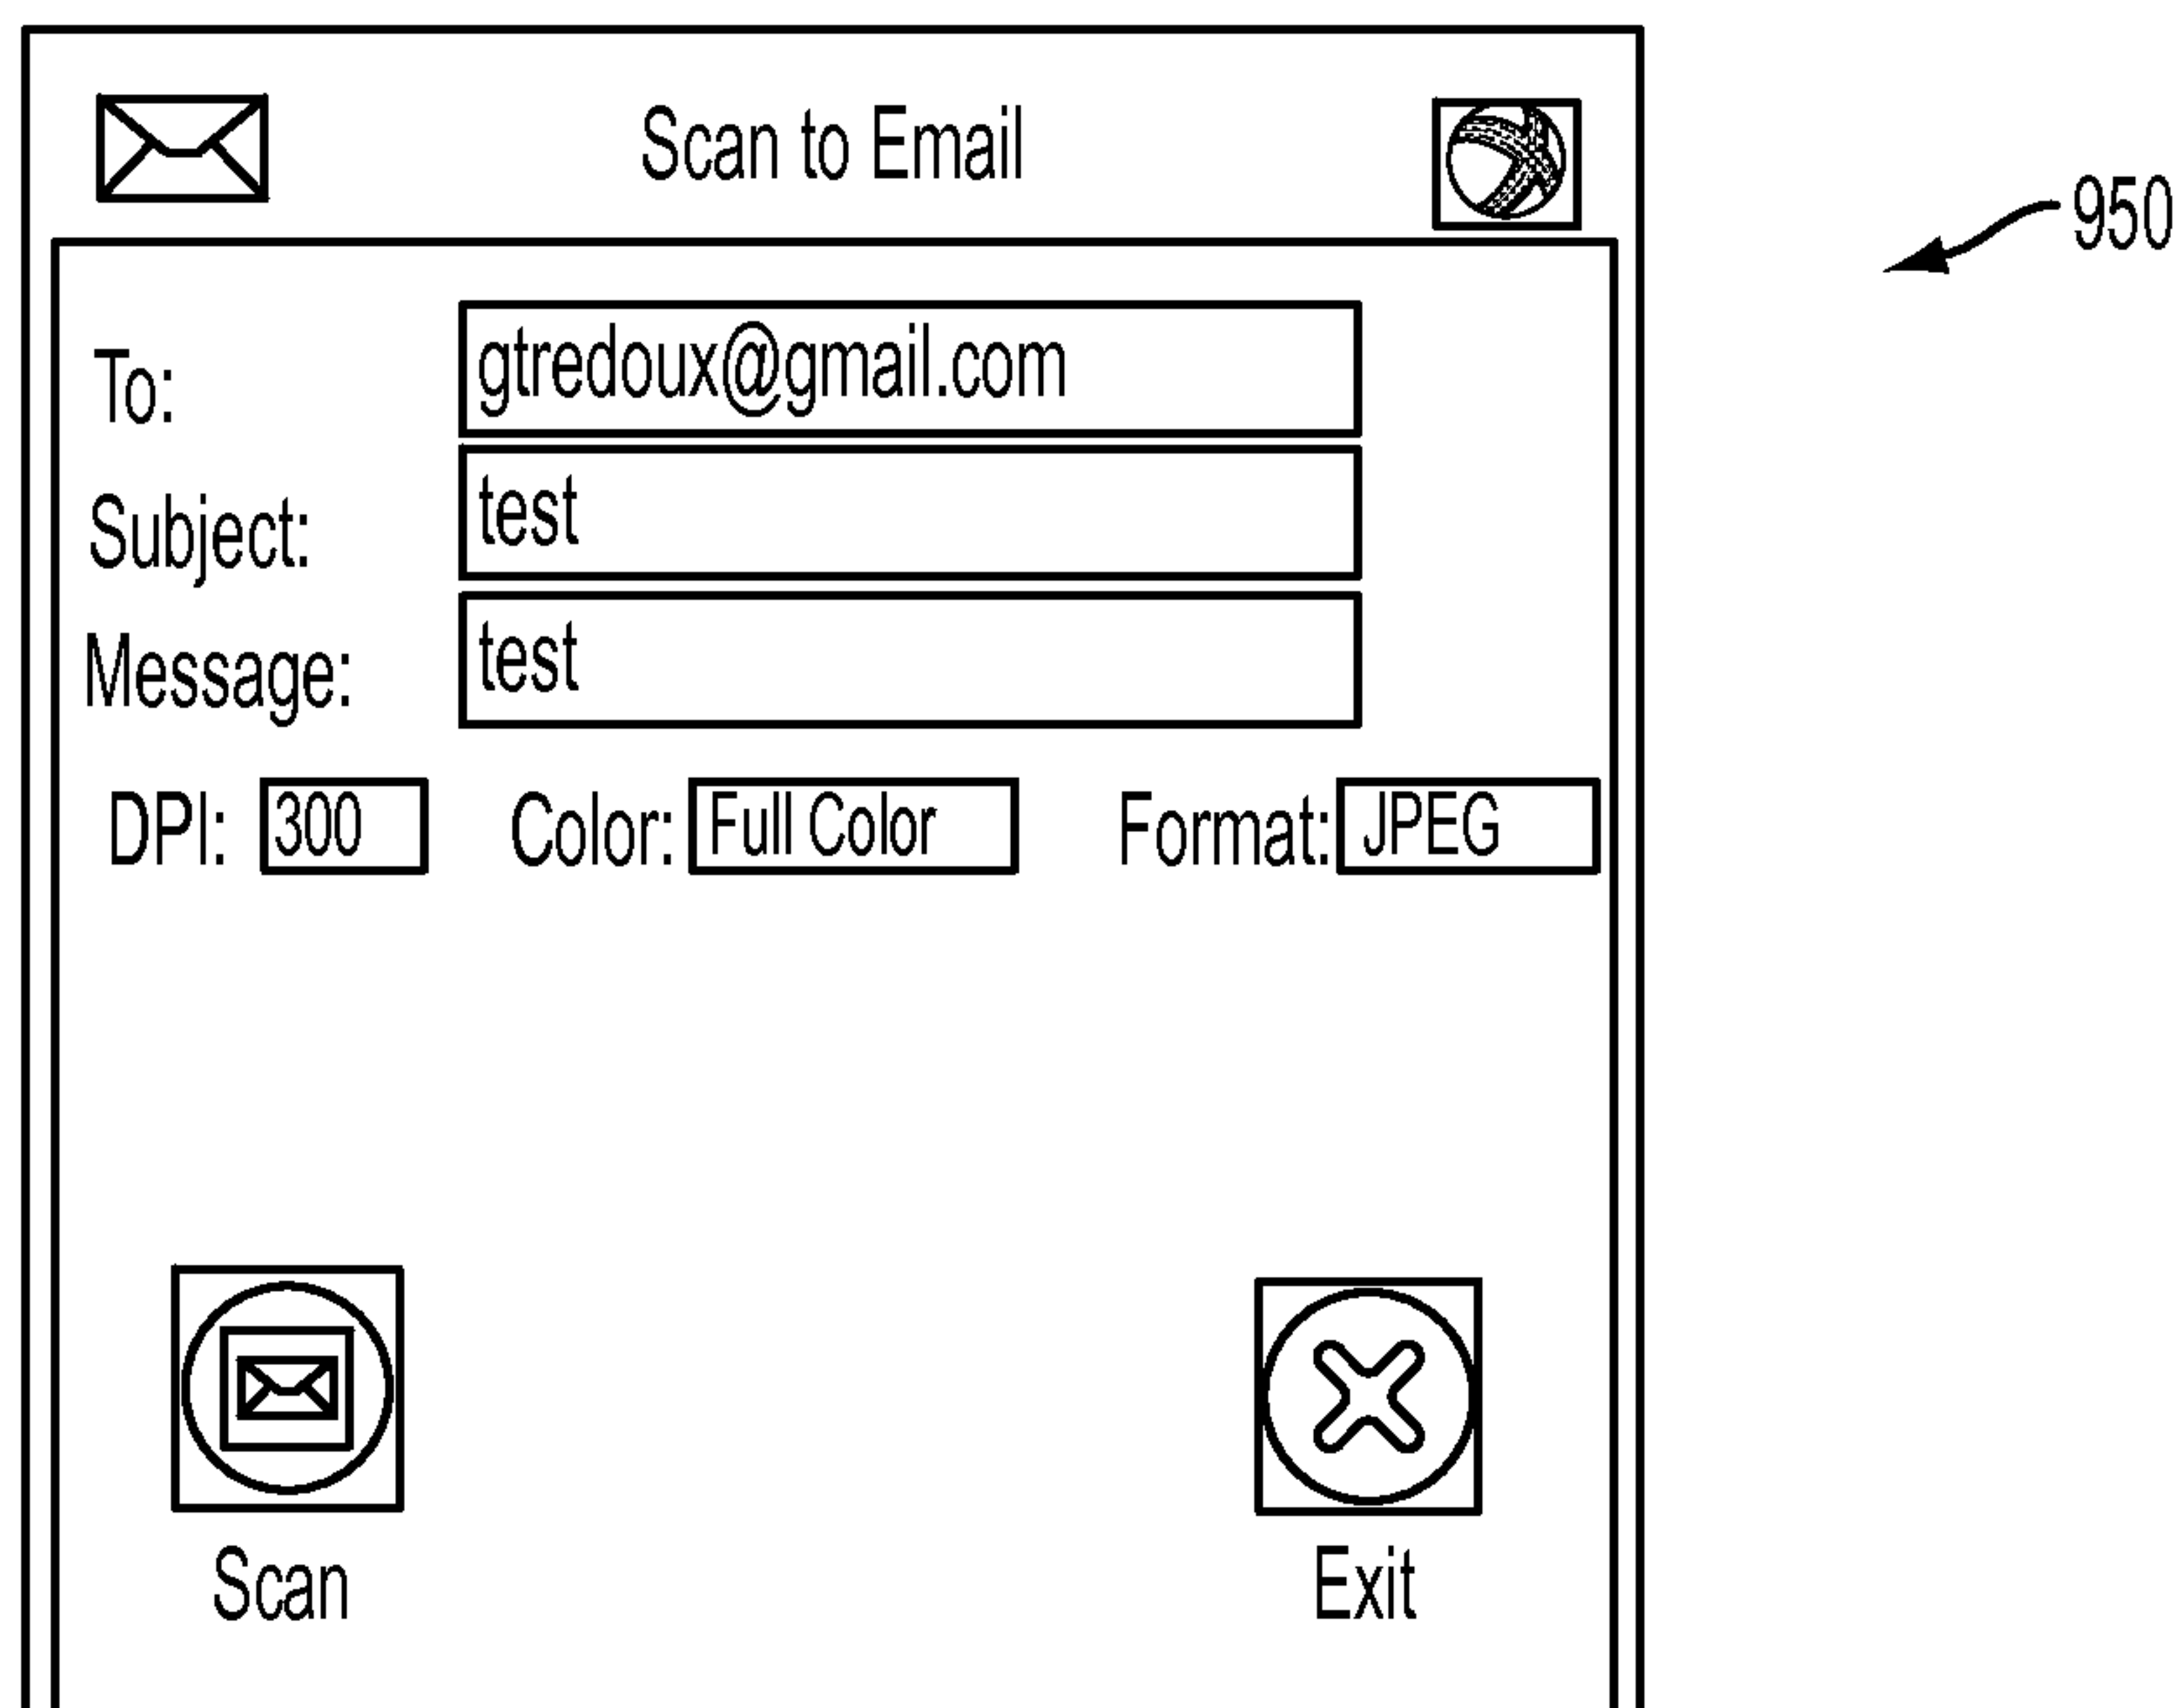 Scan to Email
950
To: gtredoux@gmail.com
Subject: test
Message: test
DPI: 300 Color: Full Color Format: JPEG
Scan Exit